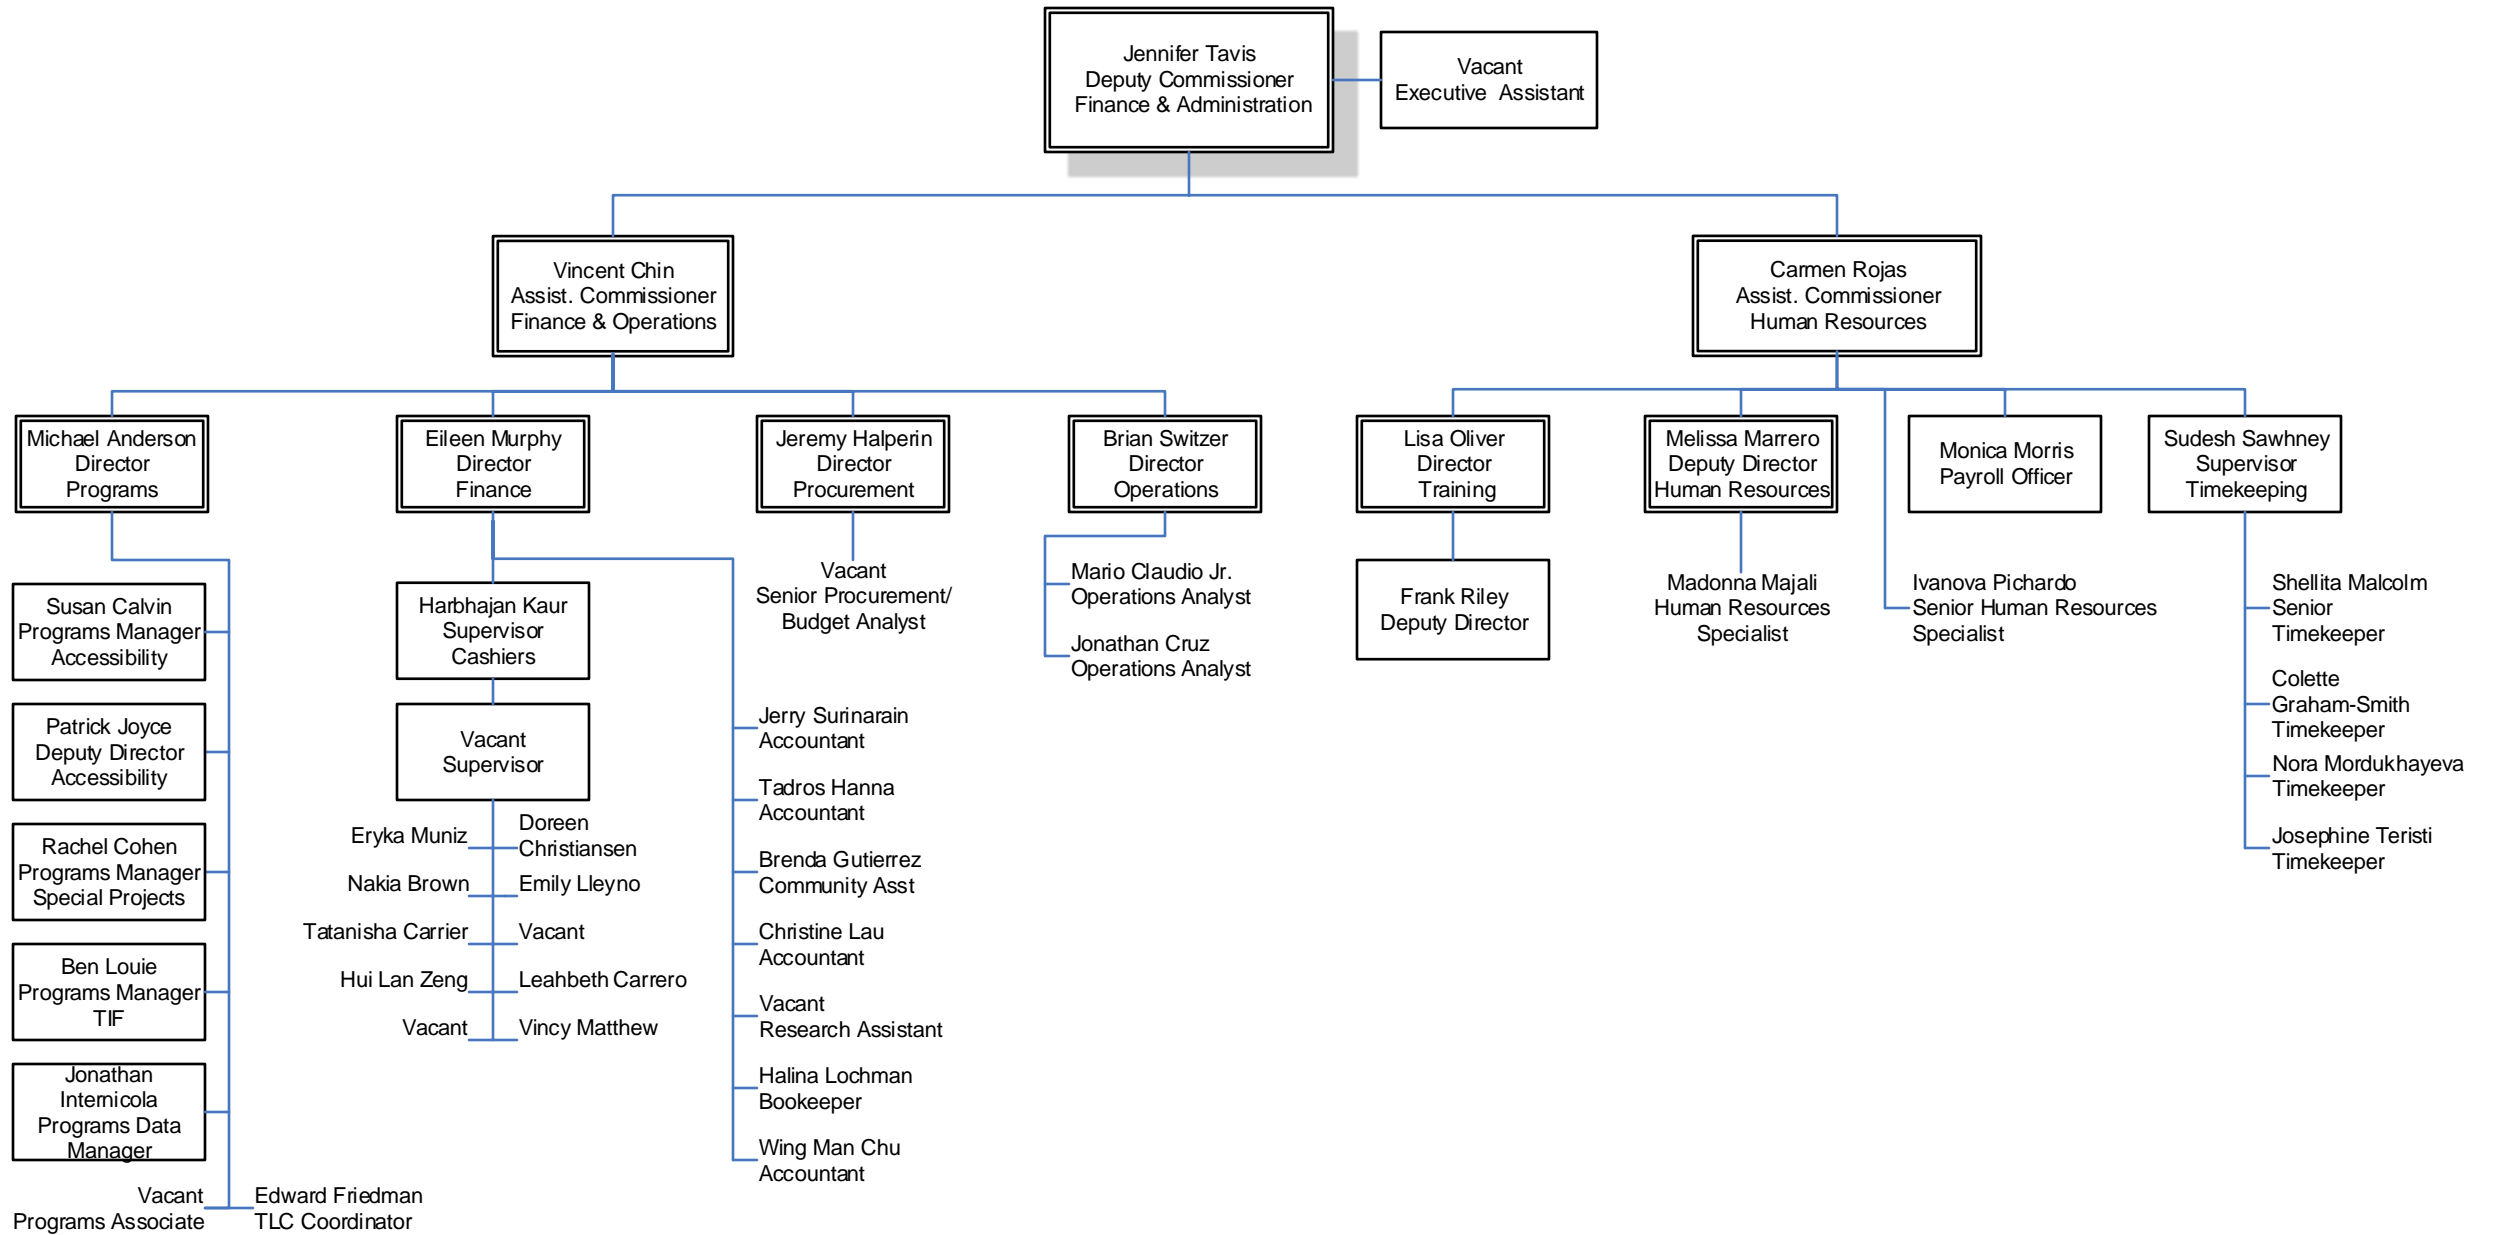 Jennifer Tavis
Deputy Commissioner
Finance & Administration
Vacant
Executive Assistant
Vincent Chin
Assist. Commissioner
Finance & Operations
Carmen Rojas
Assist. Commissioner
Human Resources
Michael Anderson
Director
Programs
Eileen Murphy
Director
Finance
Jeremy Halperin
Director
Procurement
Brian Switzer
Director
Operations
Lisa Oliver
Director
Training
Melissa Marrero
Deputy Director
Human Resources
Monica Morris
Payroll Officer
Sudesh Sawhney
Supervisor
Timekeeping
Susan Calvin
Programs Manager
Accessibility
Patrick Joyce
Deputy Director
Accessibility
Rachel Cohen
Programs Manager
Special Projects
Ben Louie
Programs Manager
TIF
Jonathan
Internicola
Programs Data
Manager
Vacant
Programs Associate
Edward Friedman
TLC Coordinator
Harbhajan Kaur
Supervisor
Cashiers
Vacant
Supervisor
Eryka Muniz
Doreen
Christiansen
Nakia Brown
Emily Lleyno
Tatanisha Carrier
Vacant
Hui Lan Zeng
Leahbeth Carrero
Vacant
Vincy Matthew
Jerry Surinarain
Accountant
Tadros Hanna
Accountant
Brenda Gutierrez
Community Asst
Christine Lau
Accountant
Vacant
Research Assistant
Halina Lochman
Bookeeper
Wing Man Chu
Accountant
Vacant
Senior Procurement/
Budget Analyst
Mario Claudio Jr.
Operations Analyst
Jonathan Cruz
Operations Analyst
Frank Riley
Deputy Director
Madonna Majali
Human Resources
Specialist
Ivanova Pichardo
Senior Human Resources
Specialist
Shellita Malcolm
Senior
Timekeeper
Colette
Graham-Smith
Timekeeper
Nora Mordukhayeva
Timekeeper
Josephine Teristi
Timekeeper